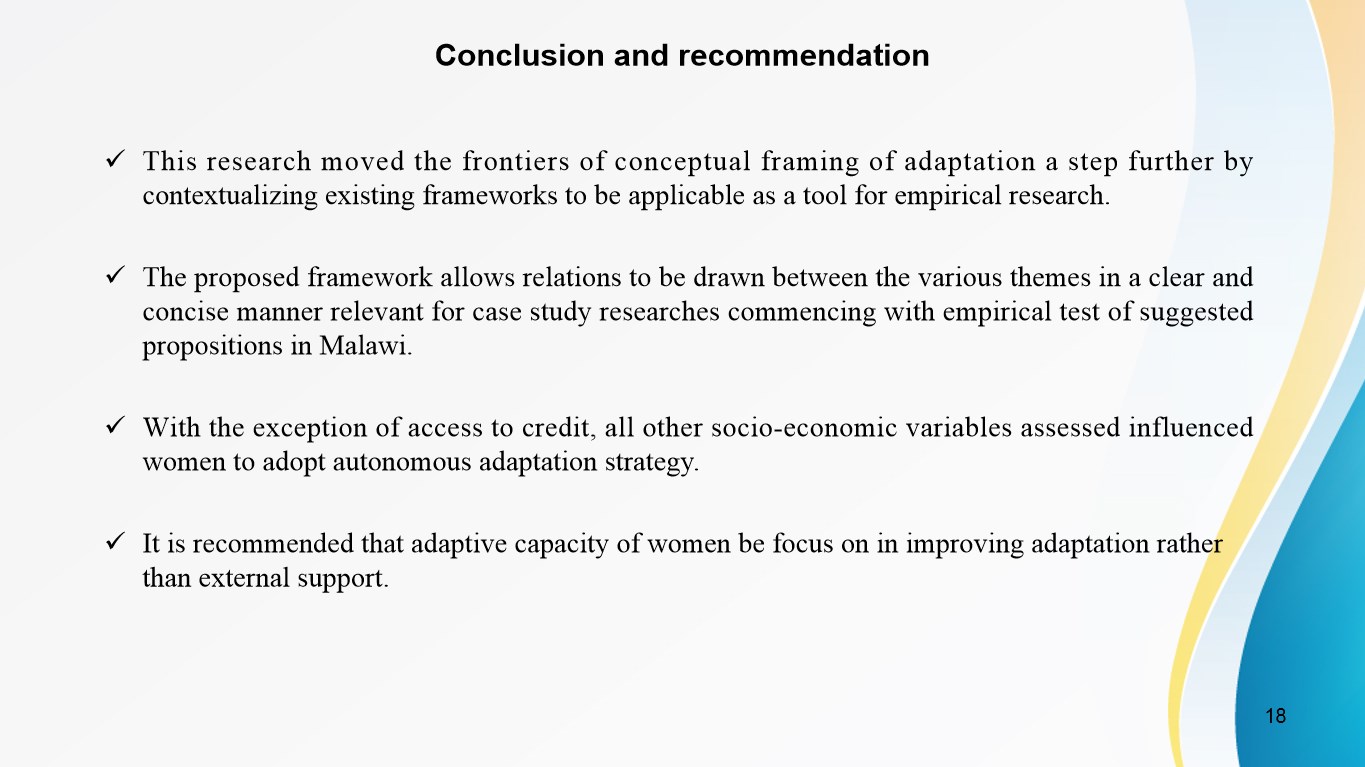 Conclusion and recommendation
✓ This research moved the frontiers of conceptual framing of adaptation a step further by
contextualizing existing frameworks to be applicable as a tool for empirical research.
✓ The proposed framework allows relations to be drawn between the various themes in a clear and
concise manner relevant for case study researches commencing with empirical test of suggested
propositions in Malawi.
✓ With the exception of access to credit, all other socio-economic variables assessed influenced
women to adopt autonomous adaptation strategy.
✓ It is recommended that adaptive capacity of women be focus on in improving adaptation rather
than external support.
18